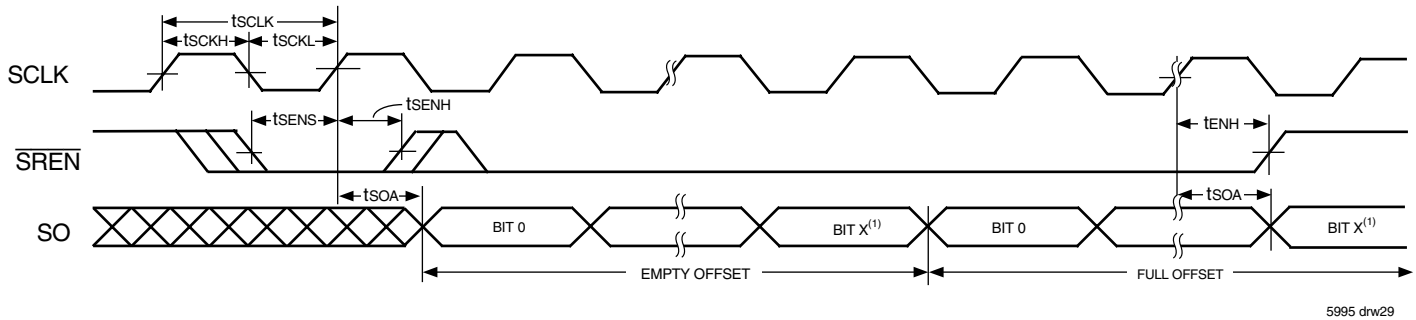 tSCLK
tSCKH
tSCKL
SCLK
tSENS
tSENH
tENH
SREN
tSOA
tSOA
SO
BIT 0
BIT X(1)
BIT 0
BIT X(1)
EMPTY OFFSET
FULL OFFSET
5995 drw29